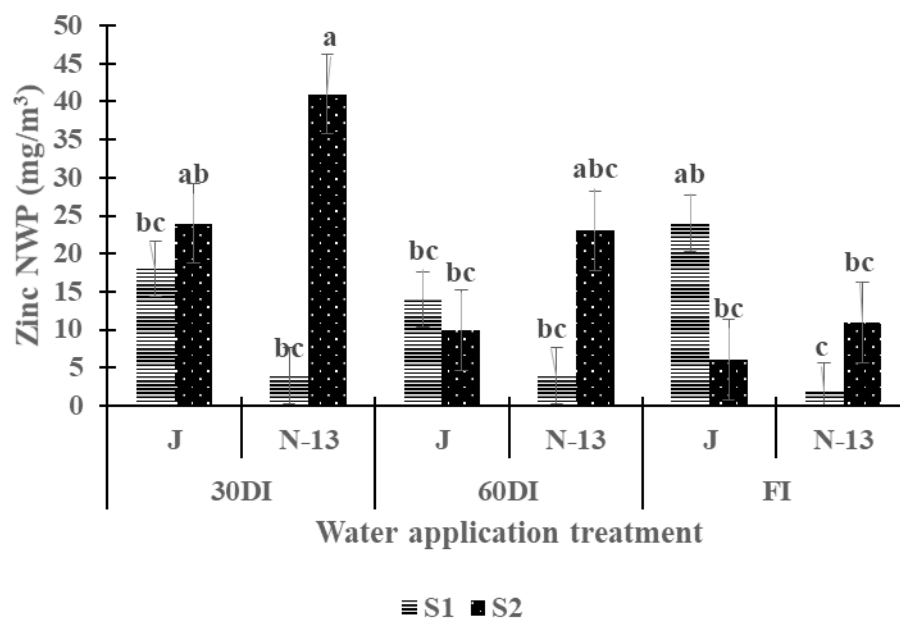 Zinc NWP (mg/m³)
50
45
40
35
30
25
20
15
10
5
0
bc
ab
bc
a
bc
bc
bc
abc
ab
bc
c
bc
J
N-13
J
N-13
J
N-13
30DI
60DI
FI
Water application treatment
S1
S2